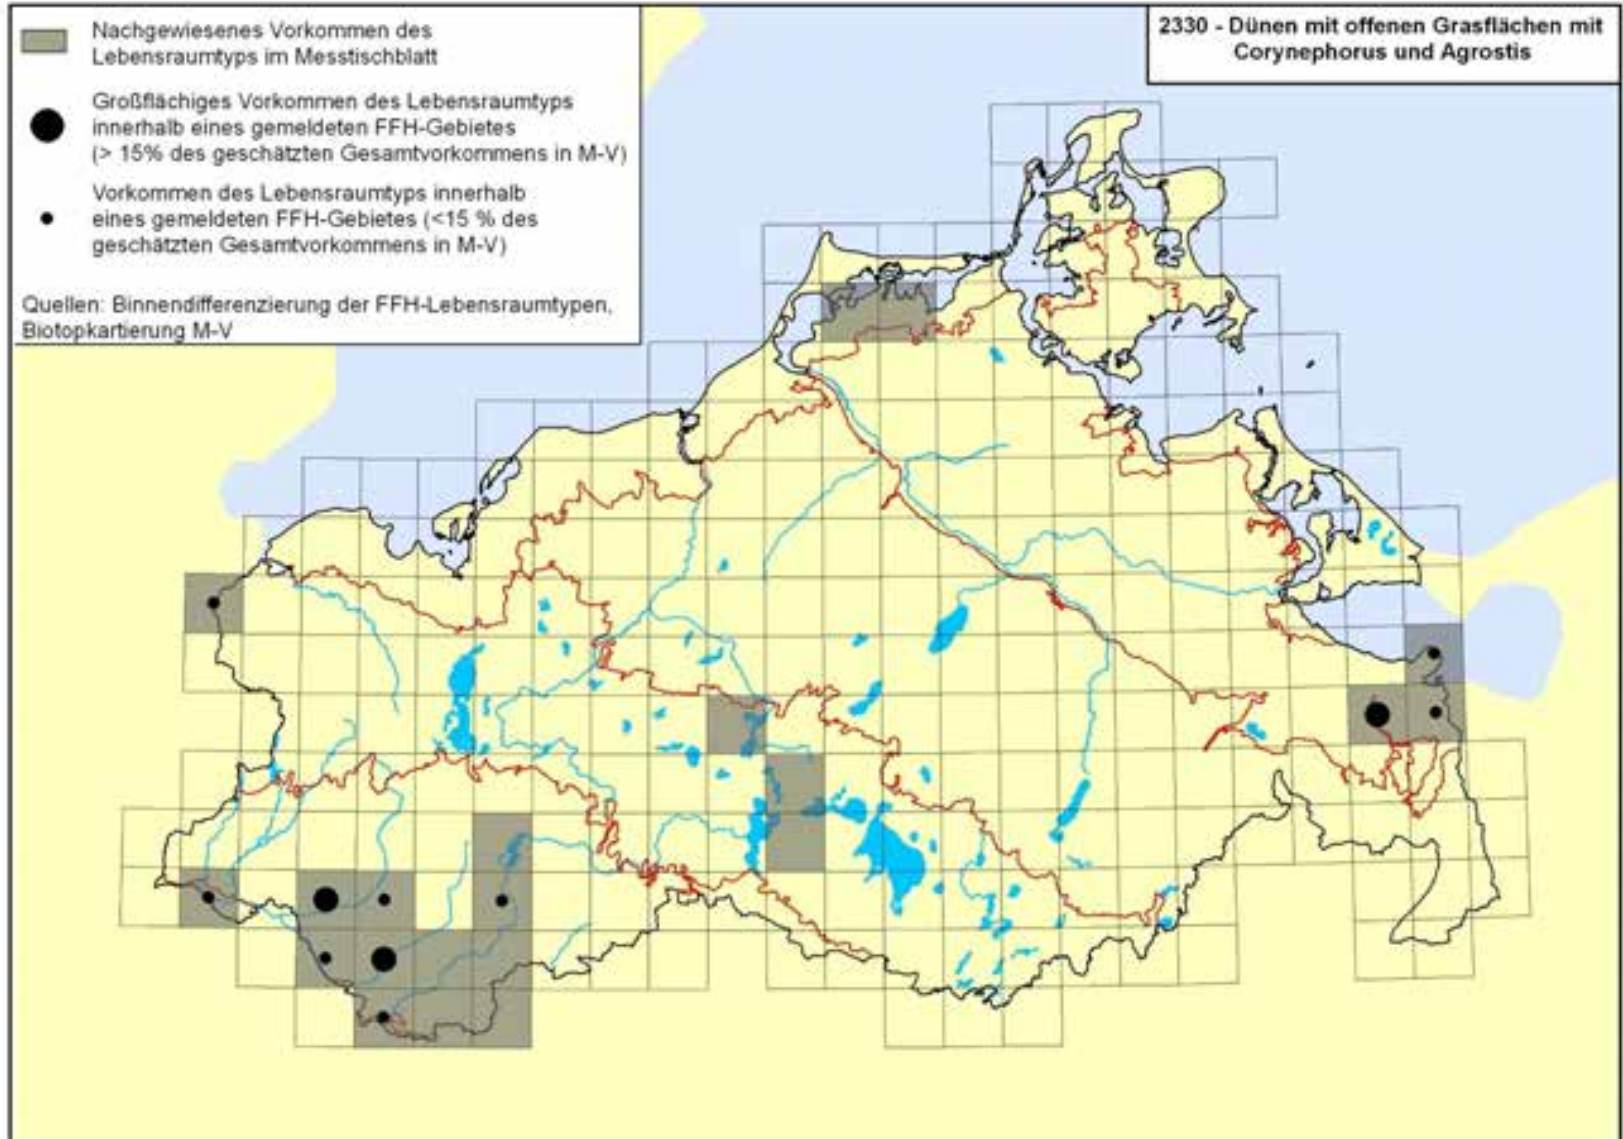 Nachgewiesenes Vorkommen des
Lebensraumtyps im Messtischblatt
Großflächiges Vorkommen des Lebensraumtyps
innerhalb eines gemeldeten FFH-Gebietes
(> 15% des geschätzten Gesamtvorkommens in M-V)
Vorkommen des Lebensraumtyps innerhalb
eines gemeldeten FFH-Gebietes (<15 % des
geschätzten Gesamtvorkommens in M-V)
Quellen: Binnendifferenzierung der FFH-Lebensraumtypen,
Biotopkartierung M-V
2330 - Dünen mit offenen Grasflächen mit
Corynephorus und Agrostis